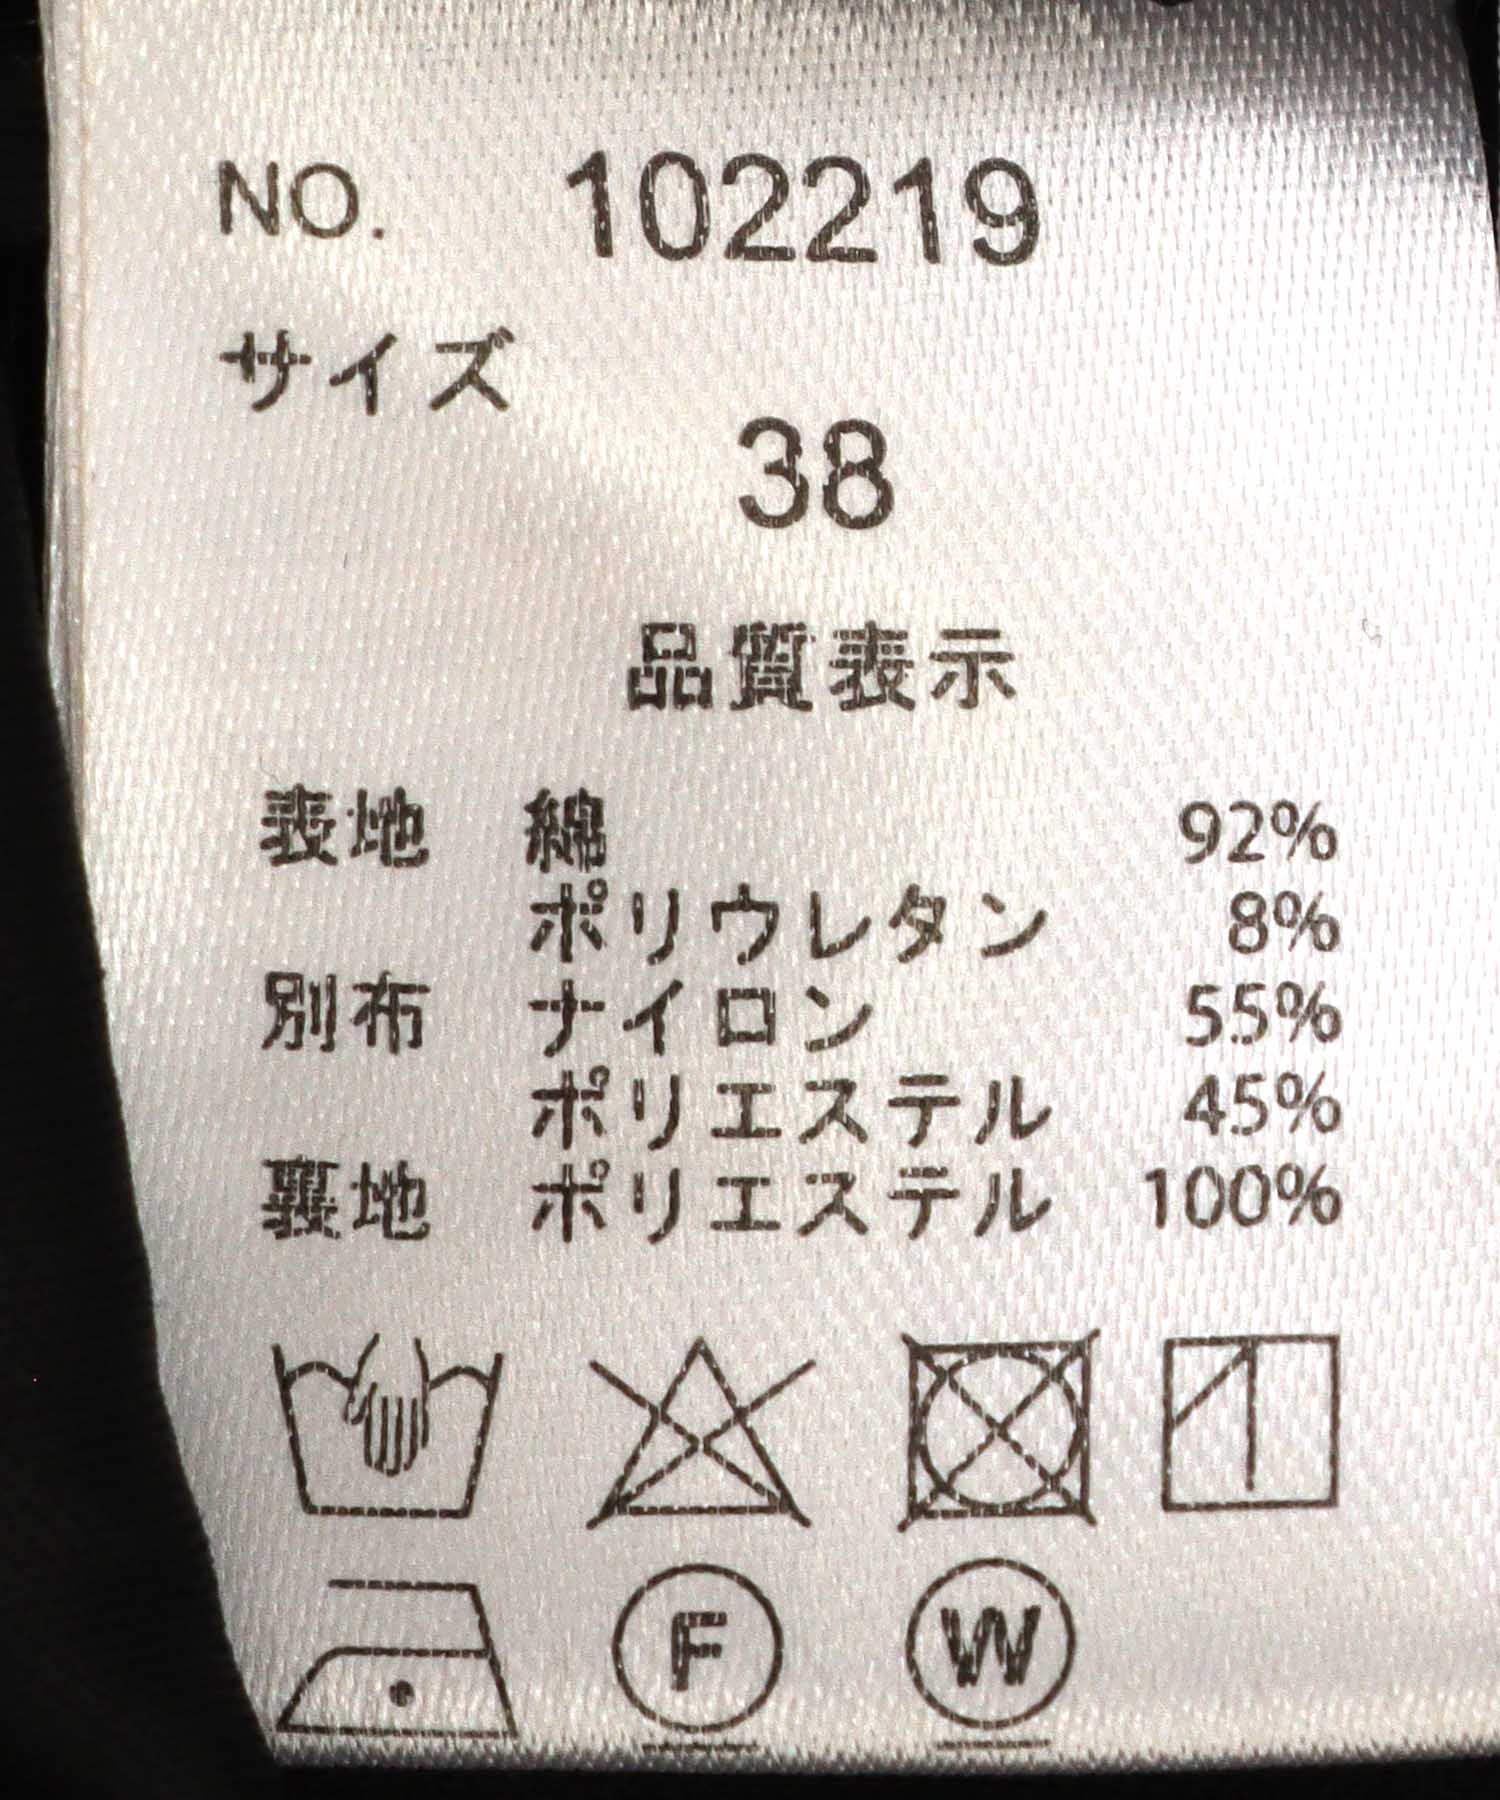 NO. 102219
サイズ
38
品質表示
表地 綿 92%
ポリウレタン 8%
別布 ナイロン 55%
ポリエステル 45%
裏地 ポリエステル 100%
F W